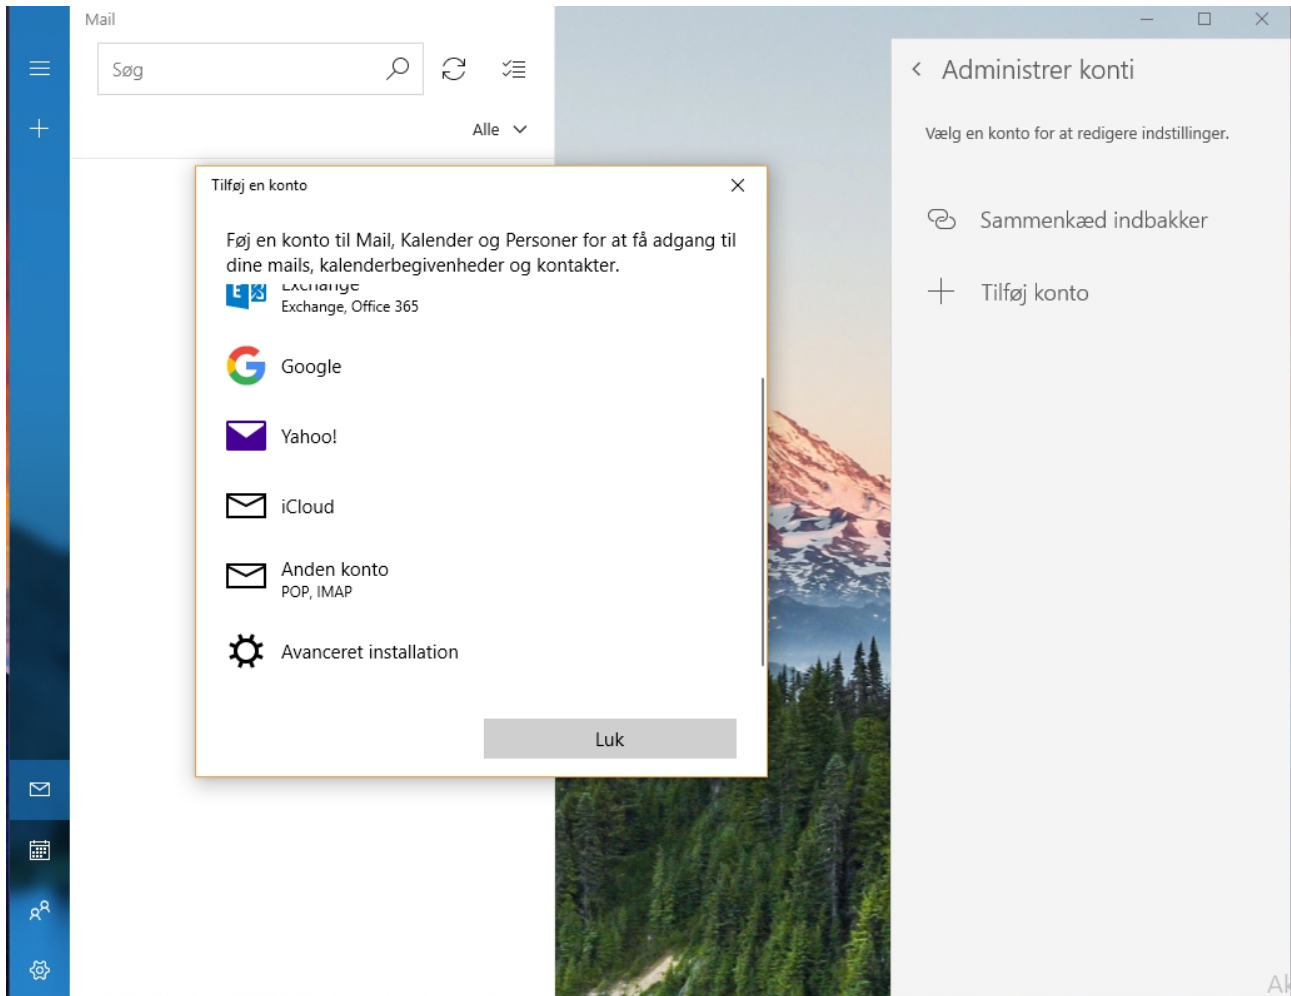 Mail
Søg
Alle
Administrer konti
Vælg en konto for at redigere indstillinger.
Sammenkæd indbakker
Tilføj konto
Tilføj en konto
Føj en konto til Mail, Kalender og Personer for at få adgang til
dine mails, kalenderbegivenheder og kontakter.
Exchange
Exchange, Office 365
Google
Yahoo!
iCloud
Anden konto
POP, IMAP
Avanceret installation
Luk